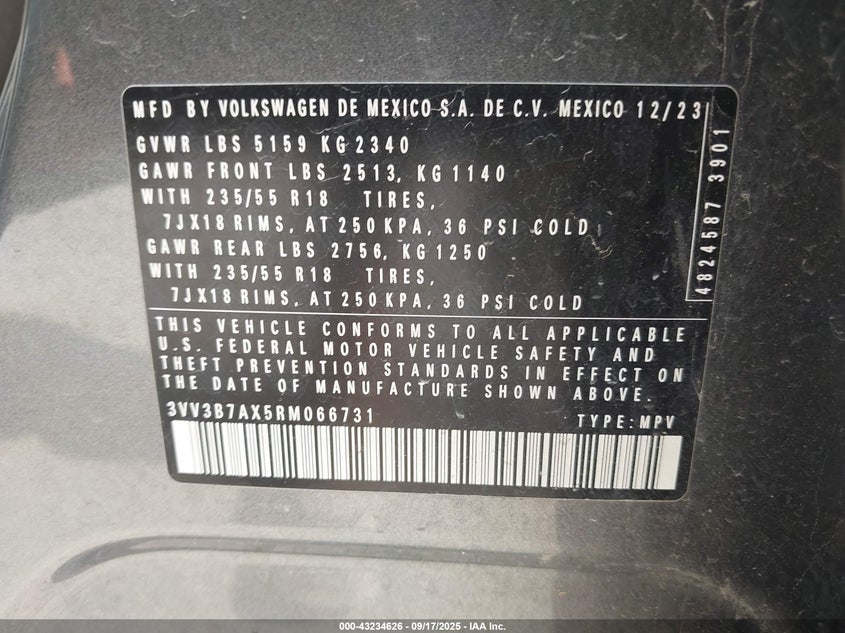 MFD BY VOLKSWAGEN DE MEXICO S.A. DE C.V. MEXICO 12/23
GVWR LBS 5159 KG 2340
GAWR FRONT LBS 2513, KG 1140
WITH 235/55 R18 TIRES,
7JX18 RIMS, AT 250 KPA, 36 PSI COLD
GAWR REAR LBS 2756, KG 1250
WITH 235/55 R18 TIRES,
7JX18 RIMS, AT 250 KPA, 36 PSI COLD
4824587 3901
THIS VEHICLE CONFORMS TO ALL APPLICABLE
U.S. FEDERAL MOTOR VEHICLE SAFETY AND
THEFT PREVENTION STANDARDS IN EFFECT ON
THE DATE OF MANUFACTURE SHOWN ABOVE.
3VV3B7AX5RM066731 TYPE: MPV
000-43234626 - 09/17/2025 - IAA Inc.